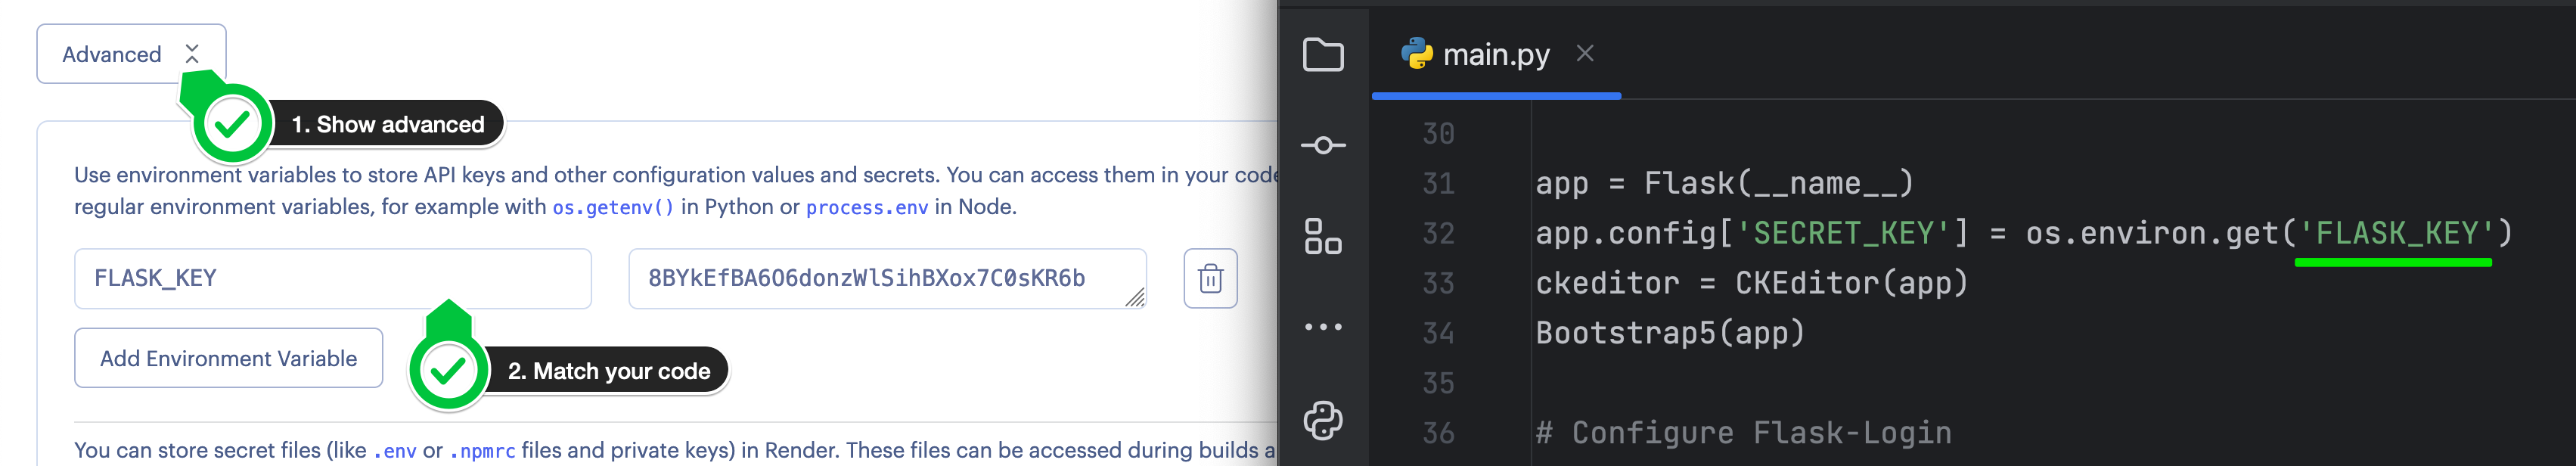 Advanced
1. Show advanced
Use environment variables to store API keys and other configuration values and secrets. You can access them in your code
regular environment variables, for example with os.getenv() in Python or process.env in Node.
FLASK_KEY
8BYkEfBA6O6donzWlSihBXox7C0sKR6b
Add Environment Variable
2. Match your code
You can store secret files (like .env or .npmrc files and private keys) in Render. These files can be accessed during builds a
main.py
30
31 app = Flask(__name__)
32 app.config['SECRET_KEY'] = os.environ.get('FLASK_KEY')
33 ckeditor = CKEditor(app)
34 Bootstrap5(app)
35
36 # Configure Flask-Login